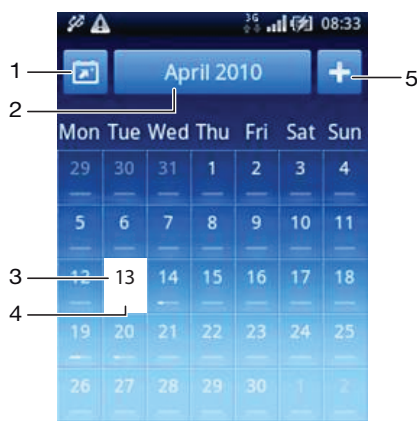 3G 08:33
1 April 2010 + 5
2
Mon Tue Wed Thu Fri Sat Sun
29 30 31 1 2 3 4
5 6 7 8 9 10 11
3 12 13 14 15 16 17 18
4
19 20 21 22 23 24 25
26 27 28 29 30 1 2